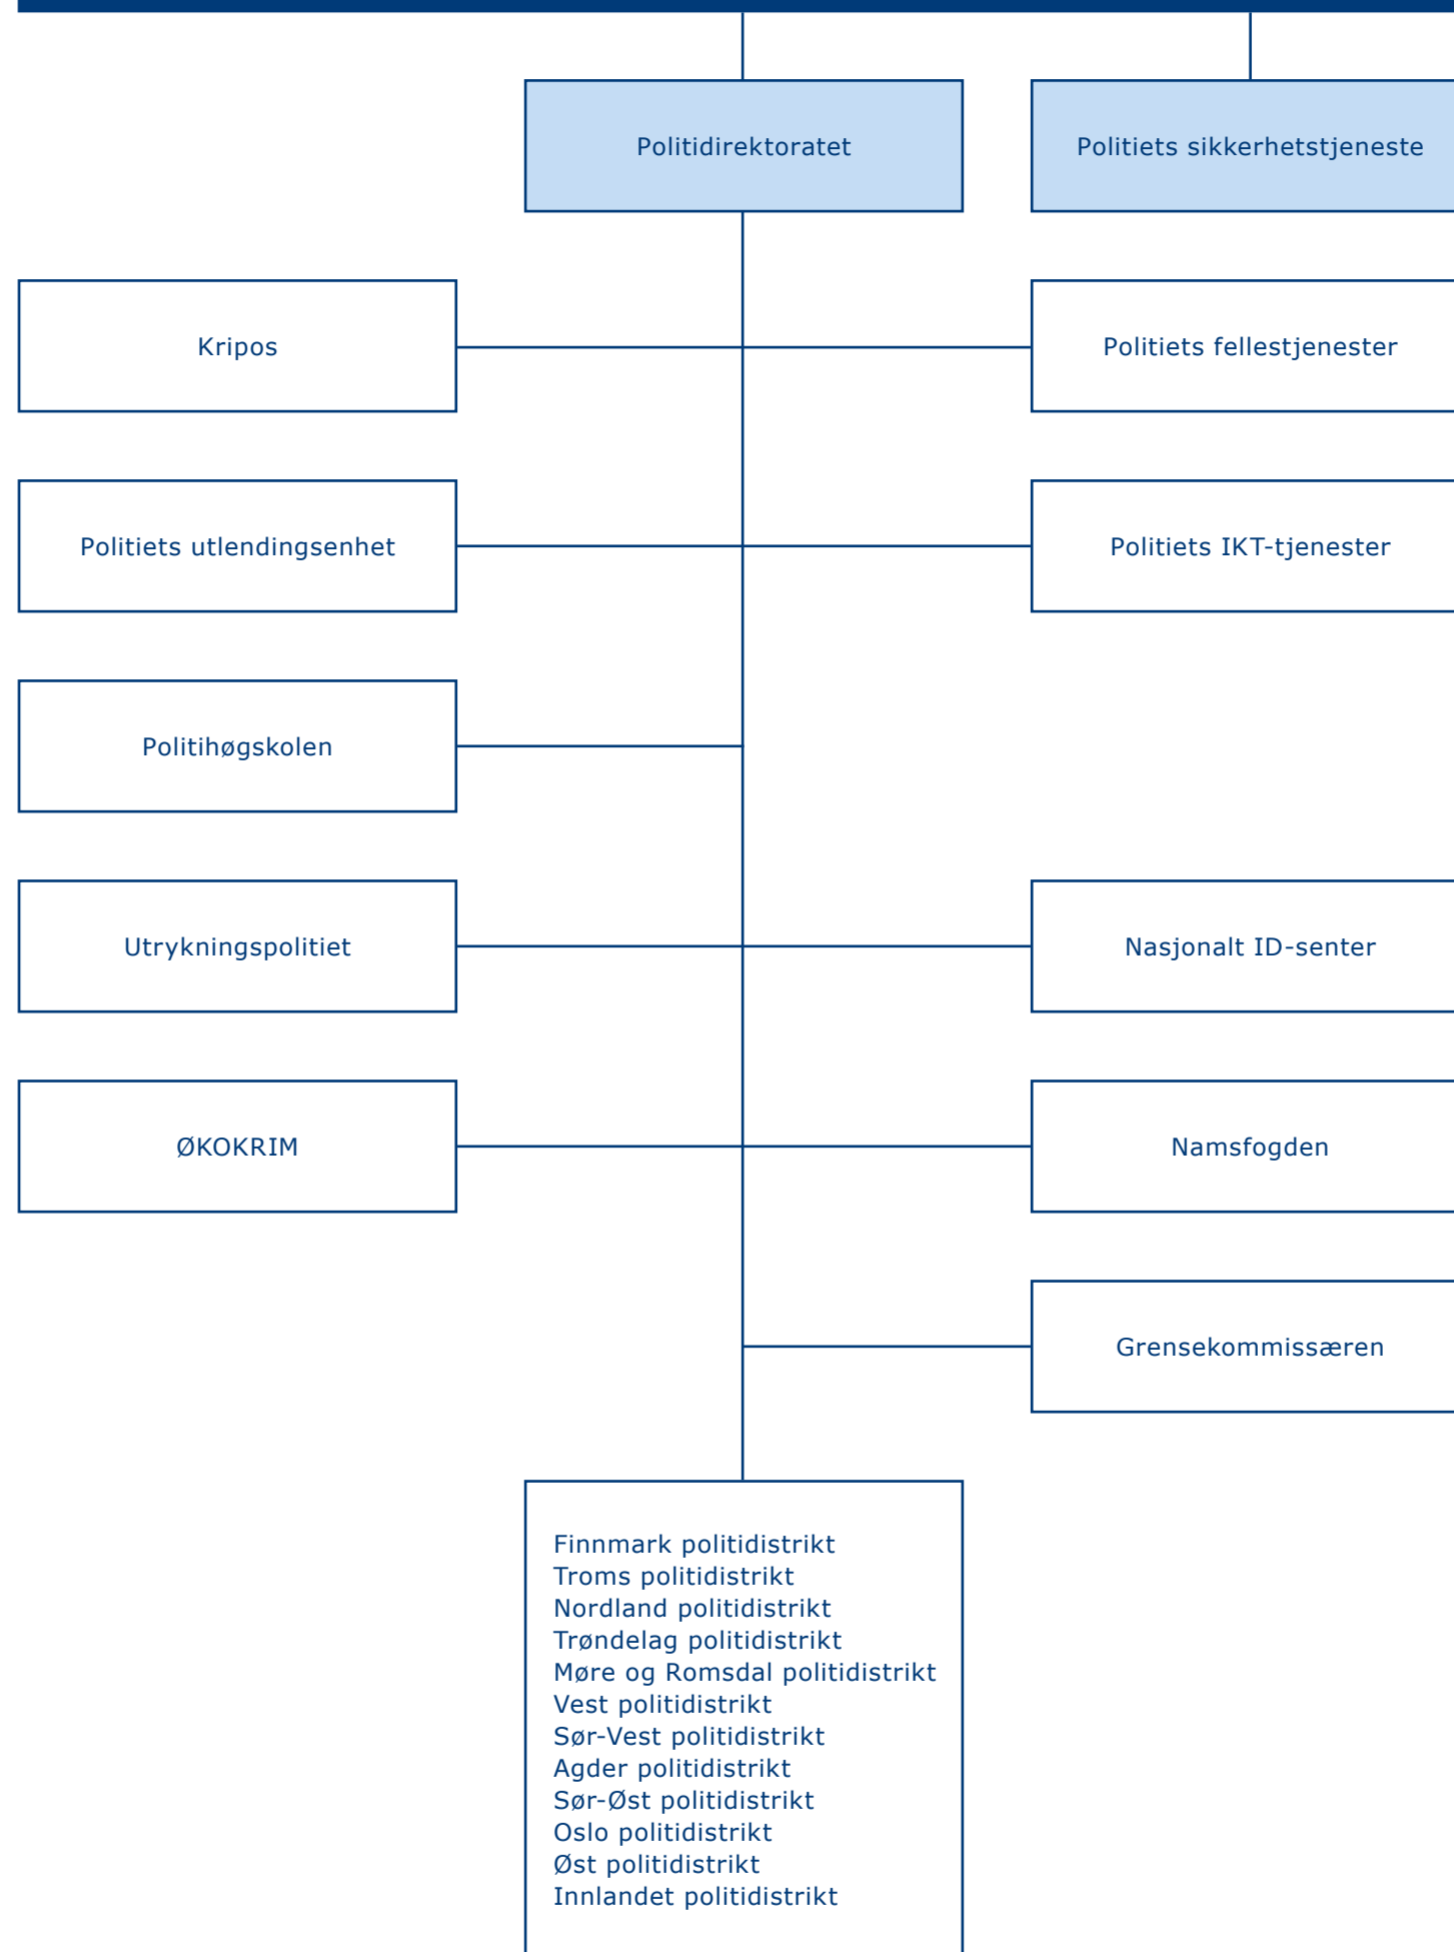 Politidirektoratet
Politiets sikkerhetstjeneste
Kripos
Politiets fellestjenester
Politiets utlendingsenhet
Politiets IKT-tjenester
Politihøgskolen
Utrykningspolitiet
Nasjonalt ID-senter
ØKOKRIM
Namsfogden
Grensekommissæren
Finnmark politidistrikt
Troms politidistrikt
Nordland politidistrikt
Trøndelag politidistrikt
Møre og Romsdal politidistrikt
Vest politidistrikt
Sør-Vest politidistrikt
Agder politidistrikt
Sør-Øst politidistrikt
Oslo politidistrikt
Øst politidistrikt
Innlandet politidistrikt